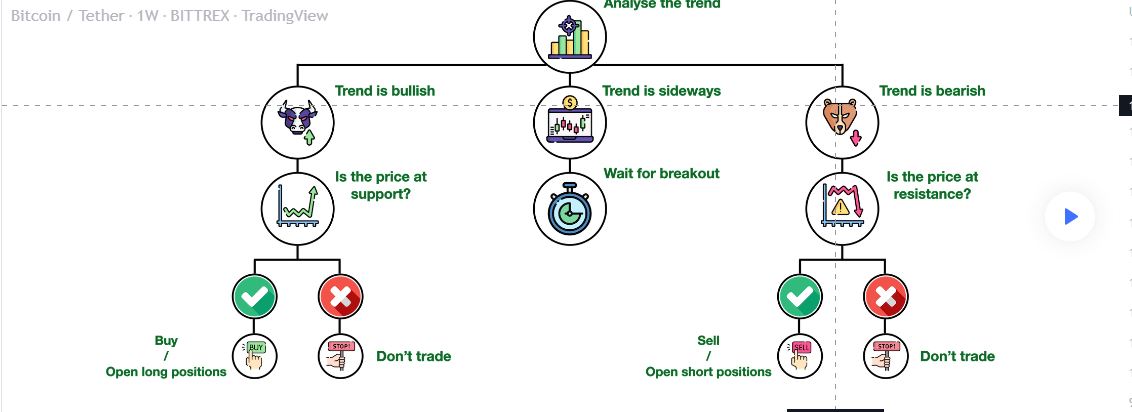 Bitcoin / Tether · 1W · BITTREX · TradingView
Analyse the trend
Trend is bullish
Trend is sideways
Trend is bearish
Is the price at
support?
Wait for breakout
Is the price at
resistance?
BUY
STOP!
SELL
STOP!
Buy
/
Open long positions
Don't trade
Sell
/
Open short positions
Don't trade